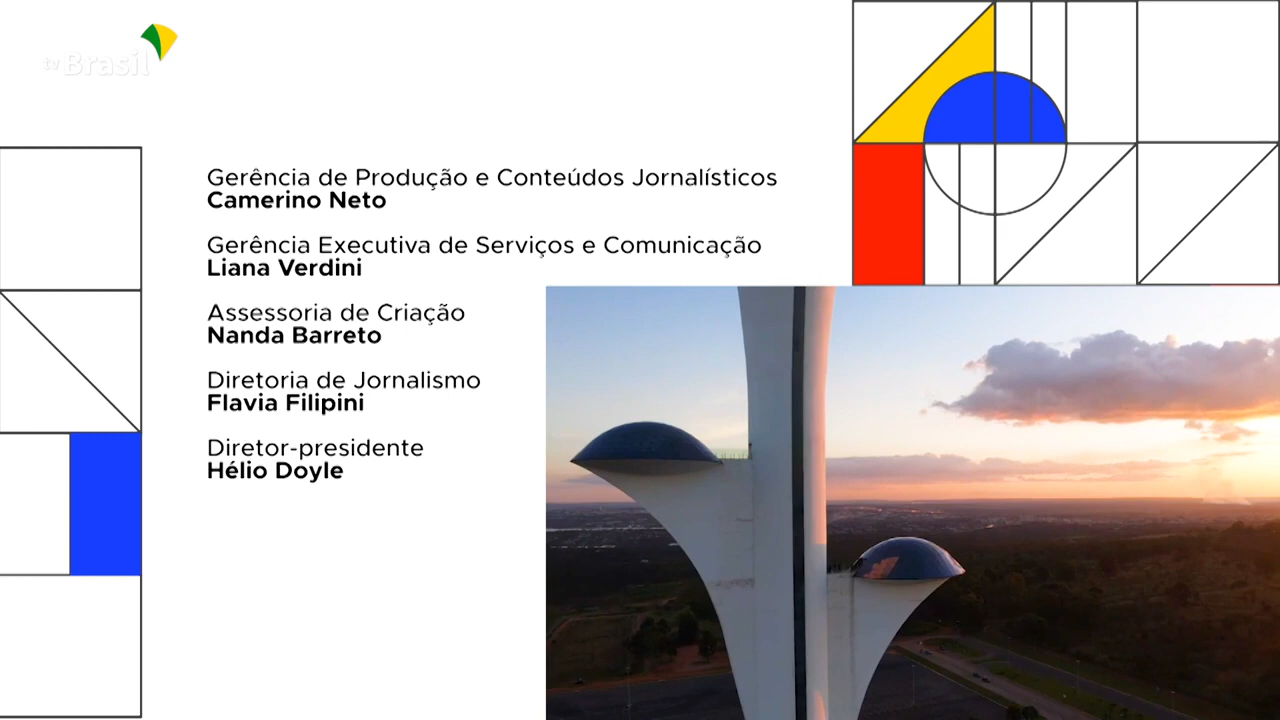 tv Brasil
Gerência de Produção e Conteúdos Jornalísticos
Camerino Neto
Gerência Executiva de Serviços e Comunicação
Liana Verdini
Assessoria de Criação
Nanda Barreto
Diretoria de Jornalismo
Flavia Filipini
Diretor-presidente
Hélio Doyle